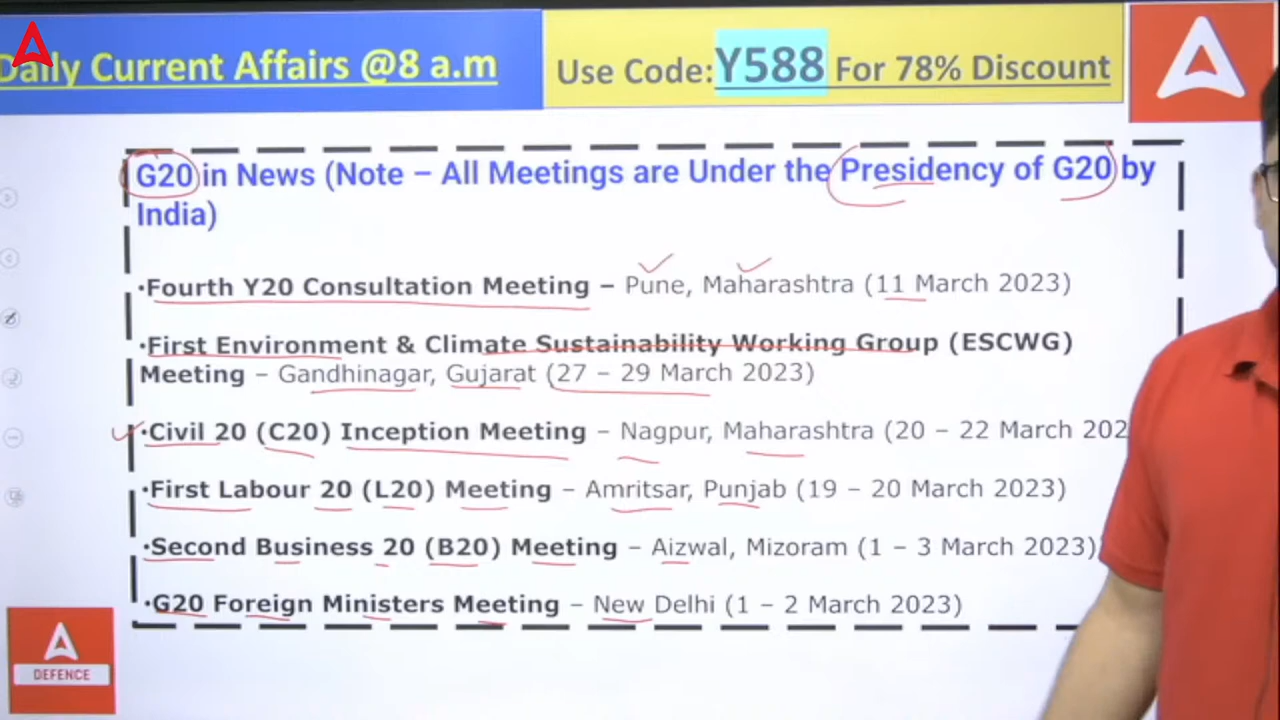 Daily Current Affairs @8 a.m
Use Code:Y588 For 78% Discount
G20 in News (Note – All Meetings are Under the Presidency of G20 by
India)
•Fourth Y20 Consultation Meeting – Pune, Maharashtra (11 March 2023)
•First Environment & Climate Sustainability Working Group (ESCWG)
Meeting – Gandhinagar, Gujarat (27 – 29 March 2023)
•Civil 20 (C20) Inception Meeting – Nagpur, Maharashtra (20 – 22 March 202
•First Labour 20 (L20) Meeting – Amritsar, Punjab (19 – 20 March 2023)
•Second Business 20 (B20) Meeting – Aizwal, Mizoram (1 – 3 March 2023)
•G20 Foreign Ministers Meeting – New Delhi (1 – 2 March 2023)
DEFENCE